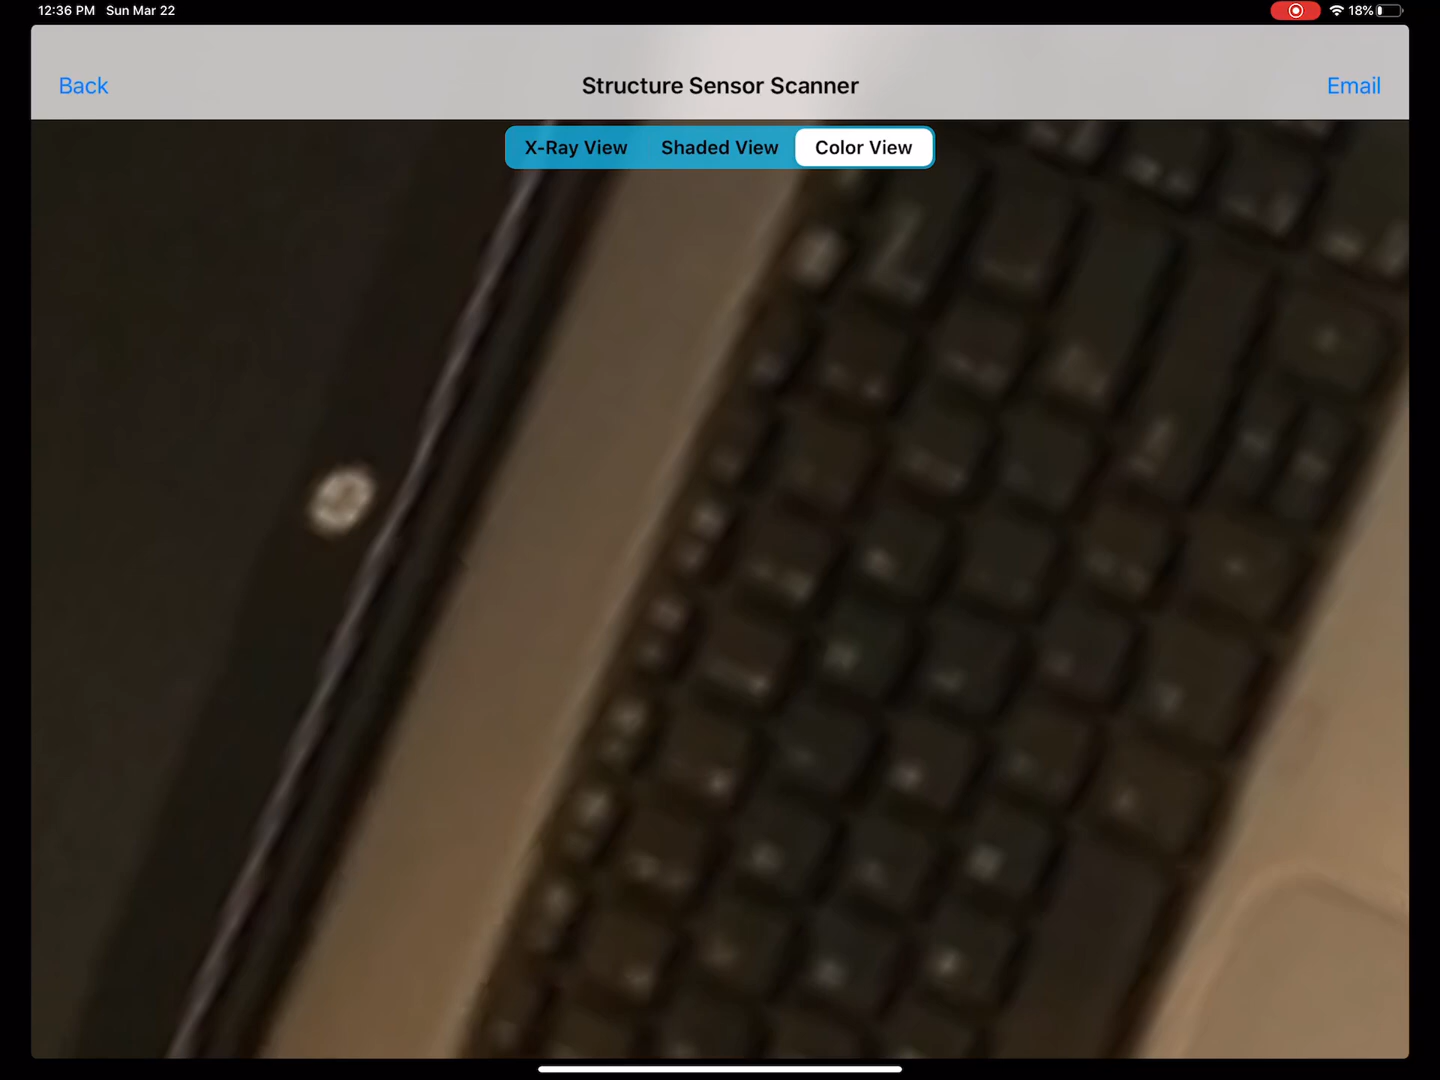 12:36 PM Sun Mar 22 18%
Back Structure Sensor Scanner Email
X-Ray View Shaded View Color View